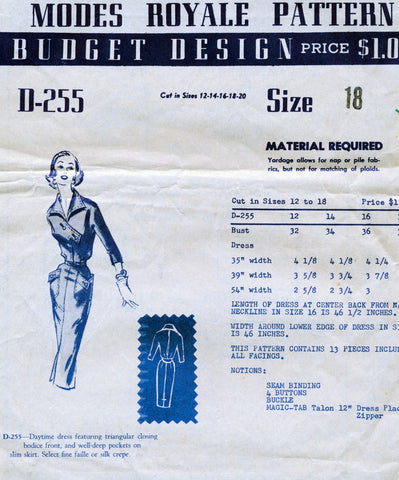 MODES ROYALE PATTERN
BUDGET DESIGN PRICE $1.0
D-255
Cut in Sizes 12-14-16-18-20
Size 18
MATERIAL REQUIRED
Yardage allows for nap or pile fab-
rics, but not for matching of plaids.
Cut in Sizes 12 to 18 Price $1
D-255 12 14 16
Bust 32 34 36
Dress
35" width 4 1/8 4 1/8 4 1/4
39" width 3 5/8 3 3/4 3 7/8
54" width 2 5/8 2 3/4 3
LENGTH OF DRESS AT CENTER BACK FROM
NECKLINE IN SIZE 16 IS 46 1/2 INCHES.
WIDTH AROUND LOWER EDGE OF DRESS IN
IS 46 INCHES.
THIS PATTERN CONTAINS 13 PIECES
ALL FACINGS.
NOTIONS:
SEAM BINDING
4 BUTTONS
BUCKLE
MAGIC-TAB Talon 12" Dress
Zipper
D-255—Daytime dress featuring triangular closing
bodice front, and well-deep pockets on
slim skirt. Select fine faille or silk crepe.